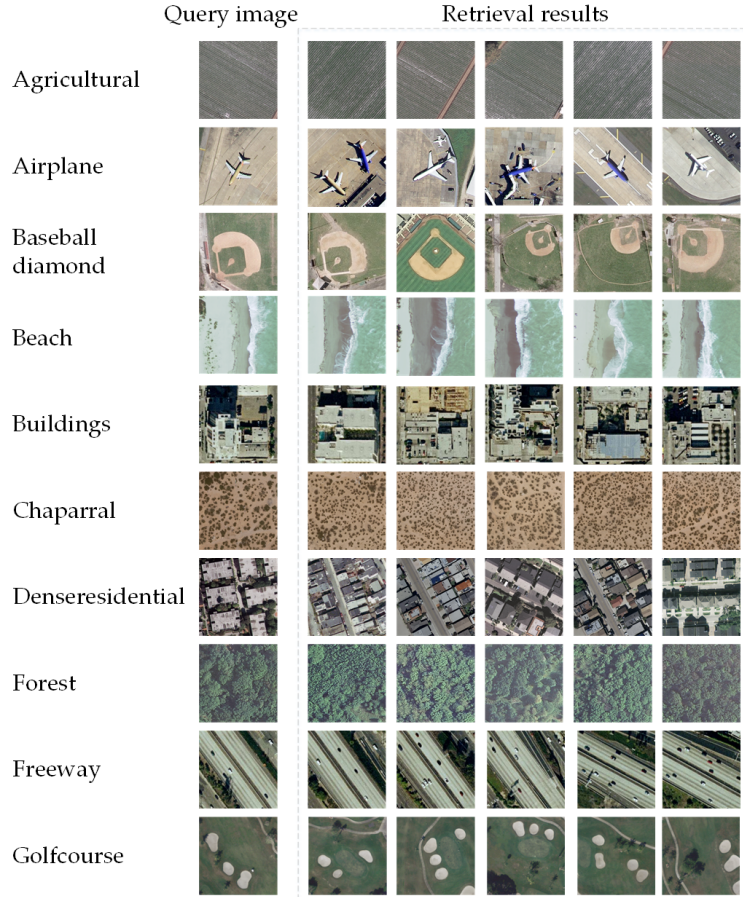 Query image
Retrieval results
Agricultural
Airplane
Baseball
diamond
Beach
Buildings
Chaparral
Denseresidential
Forest
Freeway
Golfcourse